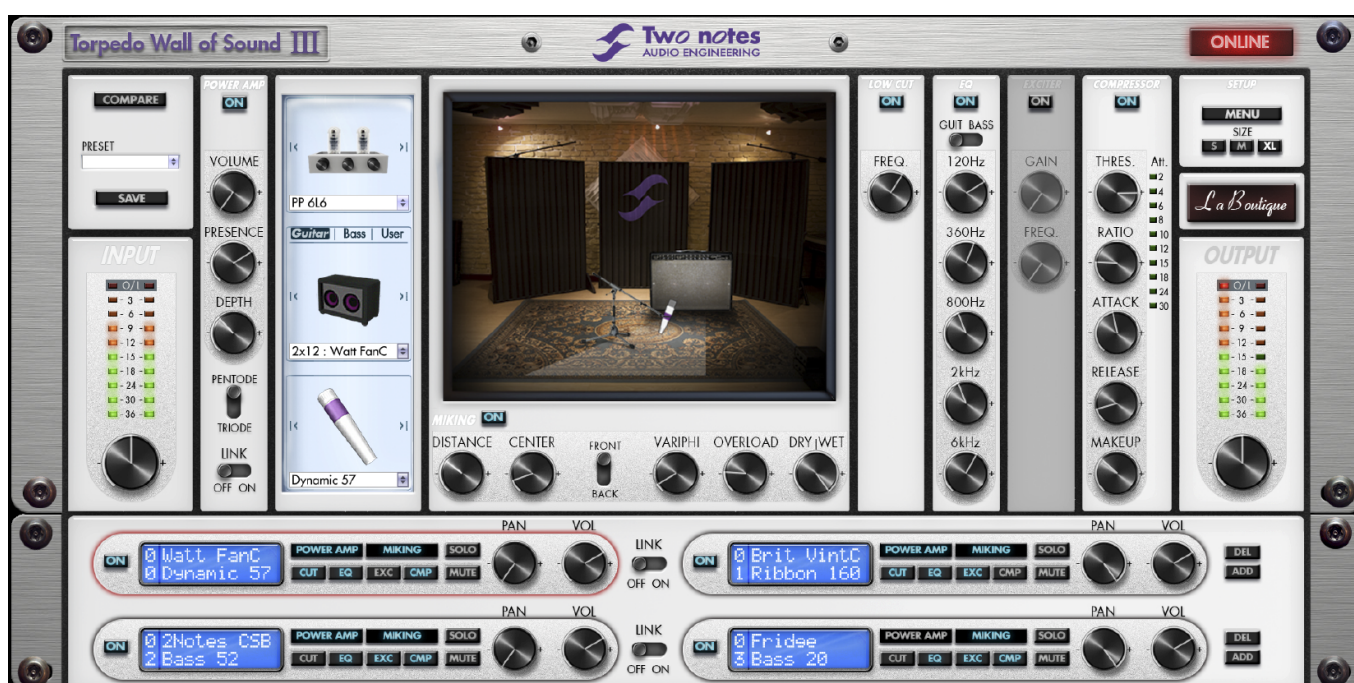 Torpedo Wall of Sound III
Two notes
AUDIO ENGINEERING
ONLINE
COMPARE
PRESET
SAVE
INPUT
O/L
- 3 -
- 6 -
- 9 -
- 12 -
- 15 -
- 18 -
- 24 -
- 30 -
- 36 -
POWER AMP
ON
VOLUME
PRESENCE
DEPTH
PENTODE
TRIODE
LINK
OFF ON
PP 6L6
Guitar | Bass | User
2x12 : Watt FanC
Dynamic 57
MIKING ON
DISTANCE CENTER FRONT BACK VARIPHI OVERLOAD DRY|WET
LOW CUT
ON
FREQ.
EQ
ON
GUIT BASS
120Hz
360Hz
800Hz
2kHz
6kHz
EXCITER
ON
GAIN
FREQ.
COMPRESSOR
ON
THRES. Att.
2
4
6
8
10
12
15
18
24
30
RATIO
ATTACK
RELEASE
MAKEUP
SETUP
MENU
SIZE
S M XL
La Boutique
OUTPUT
O/L
- 3 -
- 6 -
- 9 -
- 12 -
- 15 -
- 18 -
- 24 -
- 30 -
- 36 -
PAN VOL
ON
0 Watt FanC
0 Dynamic 57
POWER AMP MIKING SOLO
CUT EQ EXC CMP MUTE
LINK
OFF ON
PAN VOL
ON
0 Brit VintC
1 Ribbon 160
POWER AMP MIKING SOLO
CUT EQ EXC CMP MUTE
DEL
ADD
PAN VOL
ON
0 2Notes CSB
2 Bass 52
POWER AMP MIKING SOLO
CUT EQ EXC CMP MUTE
LINK
OFF ON
PAN VOL
ON
0 Fridge
3 Bass 20
POWER AMP MIKING SOLO
CUT EQ EXC CMP MUTE
DEL
ADD